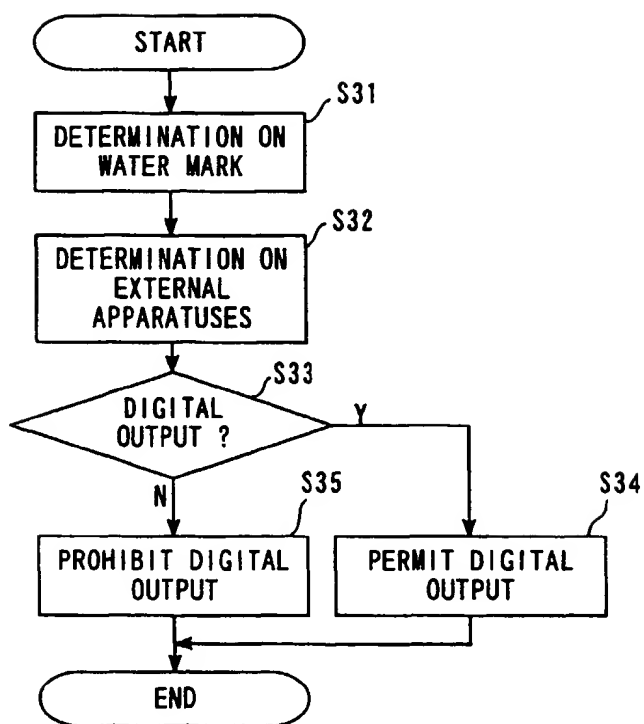 START
S31
DETERMINATION ON
WATER MARK
S32
DETERMINATION ON
EXTERNAL
APPARATUSES
S33
DIGITAL
OUTPUT ?
Y
N
S35
PROHIBIT DIGITAL
OUTPUT
S34
PERMIT DIGITAL
OUTPUT
END